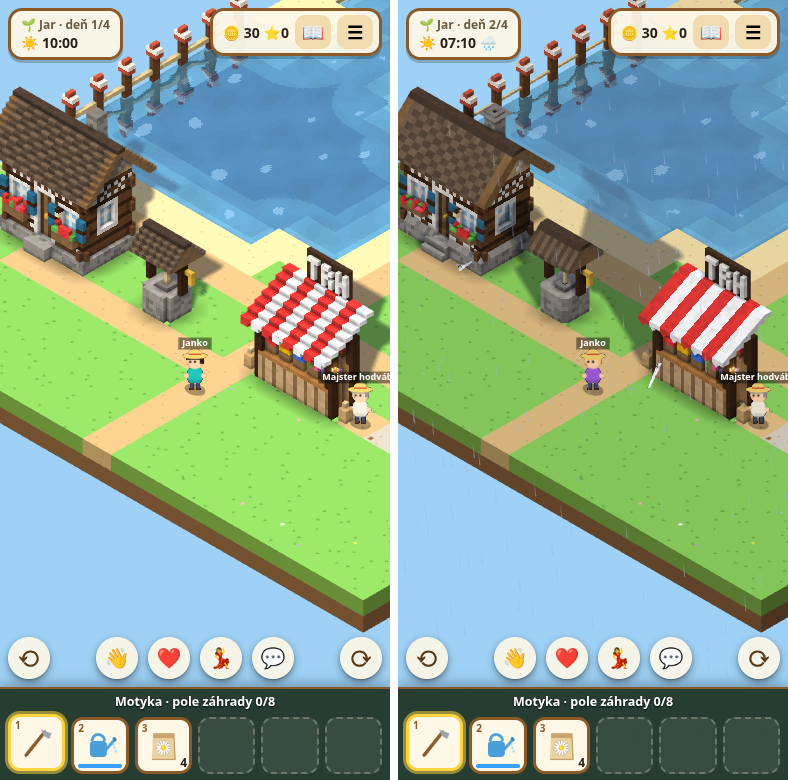 🌱 Jar · deň 1/4
☀️ 10:00
🪙 30 ⭐0
TRH
Janko
Majster hodváb
Motyka · pole záhrady 0/8
1
2
3
4
🌱 Jar · deň 2/4
☀️ 07:10 🌧️
🪙 30 ⭐0
TRH
Janko
Majster hodváb
Motyka · pole záhrady 0/8
1
2
3
4